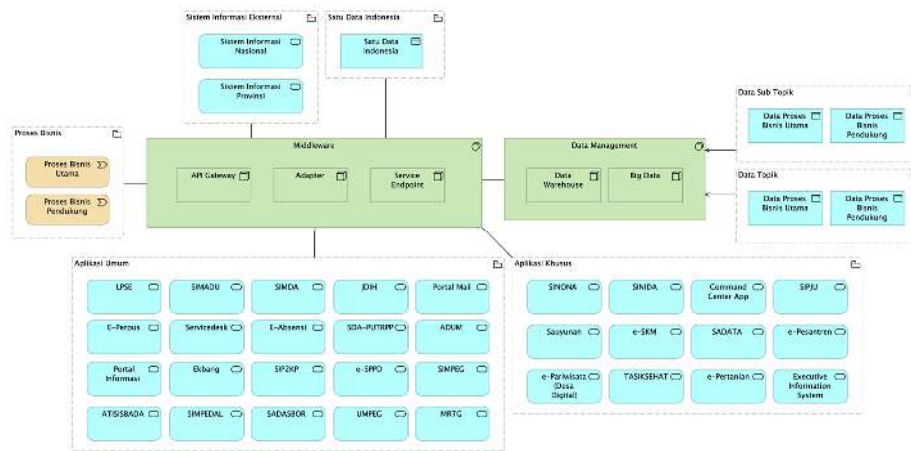 Sistem Informasi Eksternal
Sistem Informasi
Nasional
Sistem Informasi
Provinsi
Satu Data Indonesia
Satu Data
Indonesia
Proses Bisnis
Proses Bisnis
Utama
Proses Bisnis
Pendukung
Middleware
API Gateway
Adapter
Service
Endpoint
Data Management
Data
Warehouse
Big Data
Data Sub Topik
Data Proses
Bisnis Utama
Data Proses
Bisnis
Pendukung
Data Topik
Data Proses
Bisnis Utama
Data Proses
Bisnis
Pendukung
Aplikasi Umum
LPSE
SIMADU
SIMDA
JDIH
Portal Mail
E-Perpus
Servicedesk
E-Absensi
SDA-PUTRPP
ADUM
Portal
Informasi
Ekbang
SIP2KP
e-SPPD
SIMPEG
ATISISBADA
SIMPEDAL
SADASBOR
UMPEG
MRTG
Aplikasi Khusus
SINONA
SINIDA
Command
Center App
SIPJU
Sauyunan
e-SKM
SADATA
e-Pesantren
e-Pariwisata
(Desa
Digital)
TASIKSEHAT
e-Pertanian
Executive
Information
System